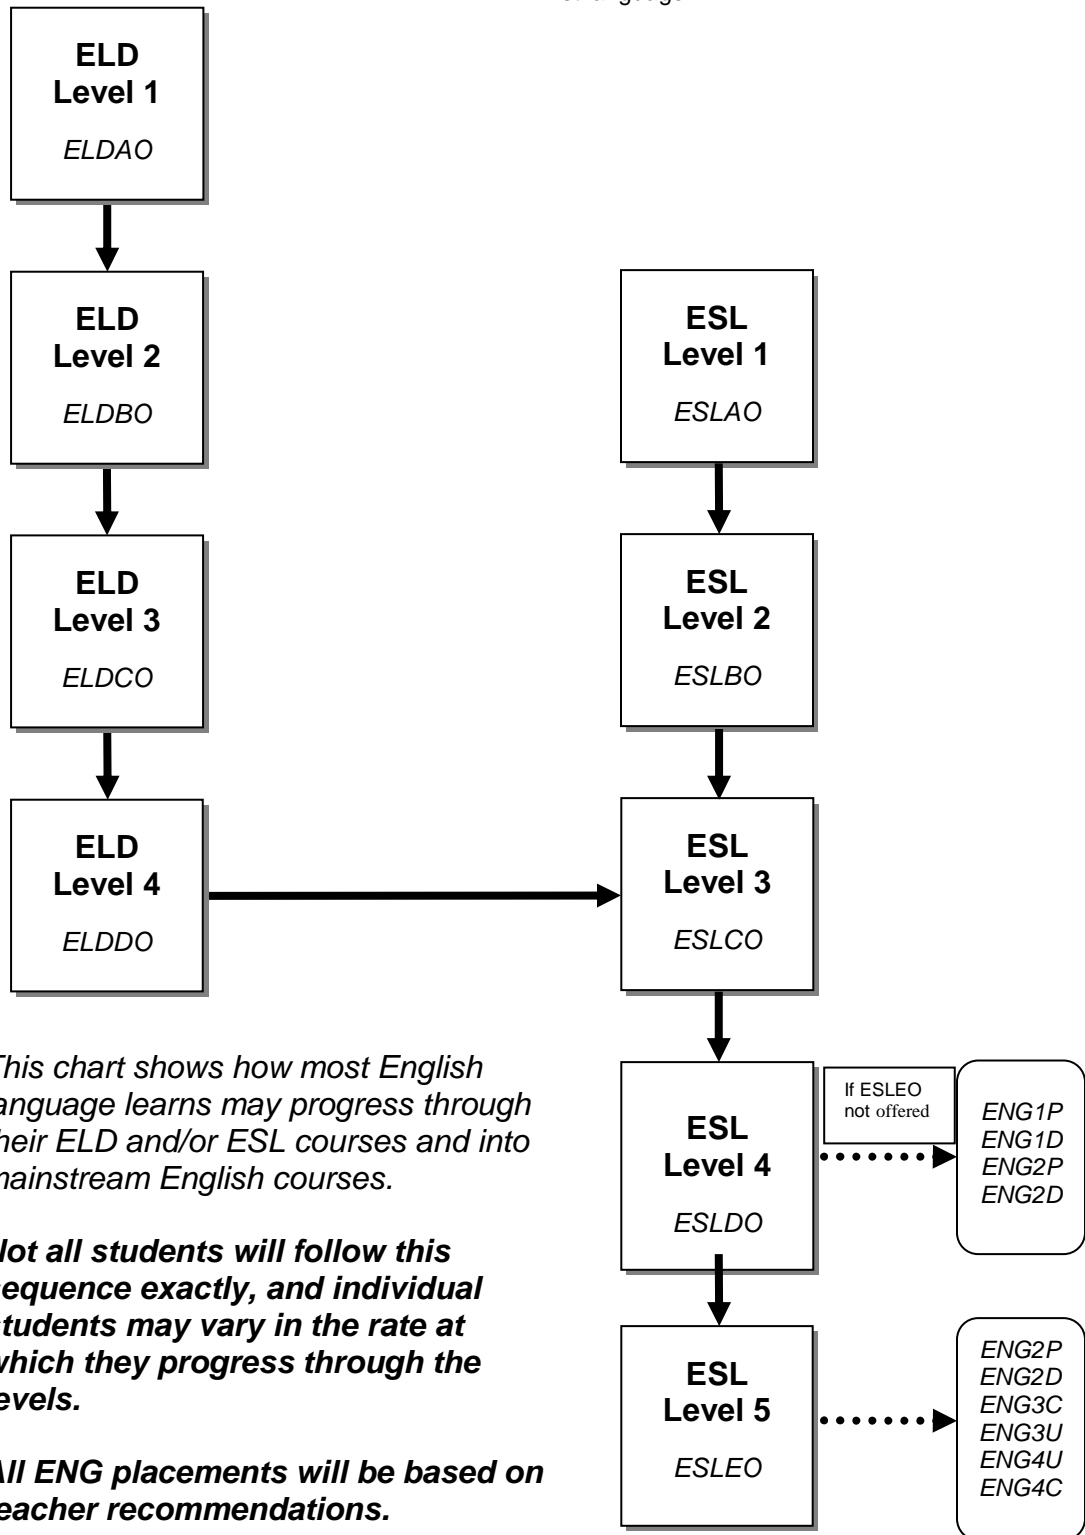 ELD
Level 1
ELDAO
ELD
Level 2
ELDBO
ESL
Level 1
ESLAO
ELD
Level 3
ELDCO
ESL
Level 2
ESLBO
ELD
Level 4
ELDDO
ESL
Level 3
ESLCO
This chart shows how most English
language learns may progress through
their ELD and/or ESL courses and into
mainstream English courses.
Not all students will follow this
sequence exactly, and individual
students may vary in the rate at
which they progress through the
levels.
All ENG placements will be based on
teacher recommendations.
ESL
Level 4
ESLDO
If ESLEO
not offered
ENG1P
ENG1D
ENG2P
ENG2D
ESL
Level 5
ESLEO
ENG2P
ENG2D
ENG3C
ENG3U
ENG4U
ENG4C